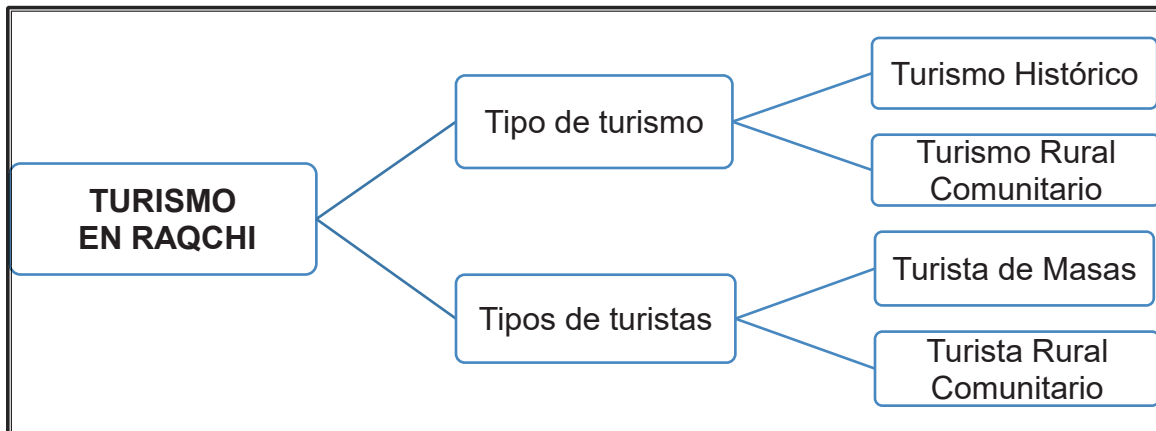 TURISMO
EN RAQCHI
Tipo de turismo
Turismo Histórico
Turismo Rural
Comunitario
Tipos de turistas
Turista de Masas
Turista Rural
Comunitario